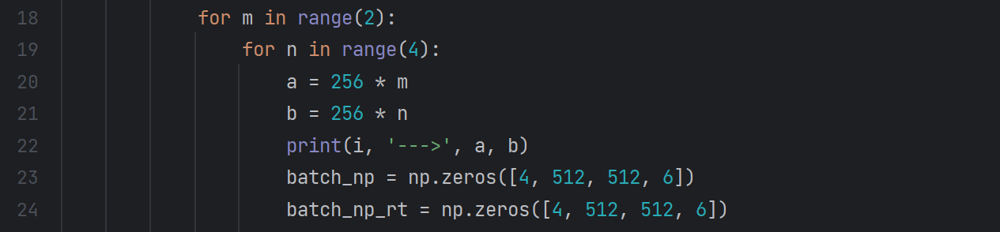 18 for m in range(2):
19 for n in range(4):
20 a = 256 * m
21 b = 256 * n
22 print(i, '--->', a, b)
23 batch_np = np.zeros([4, 512, 512, 6])
24 batch_np_rt = np.zeros([4, 512, 512, 6])